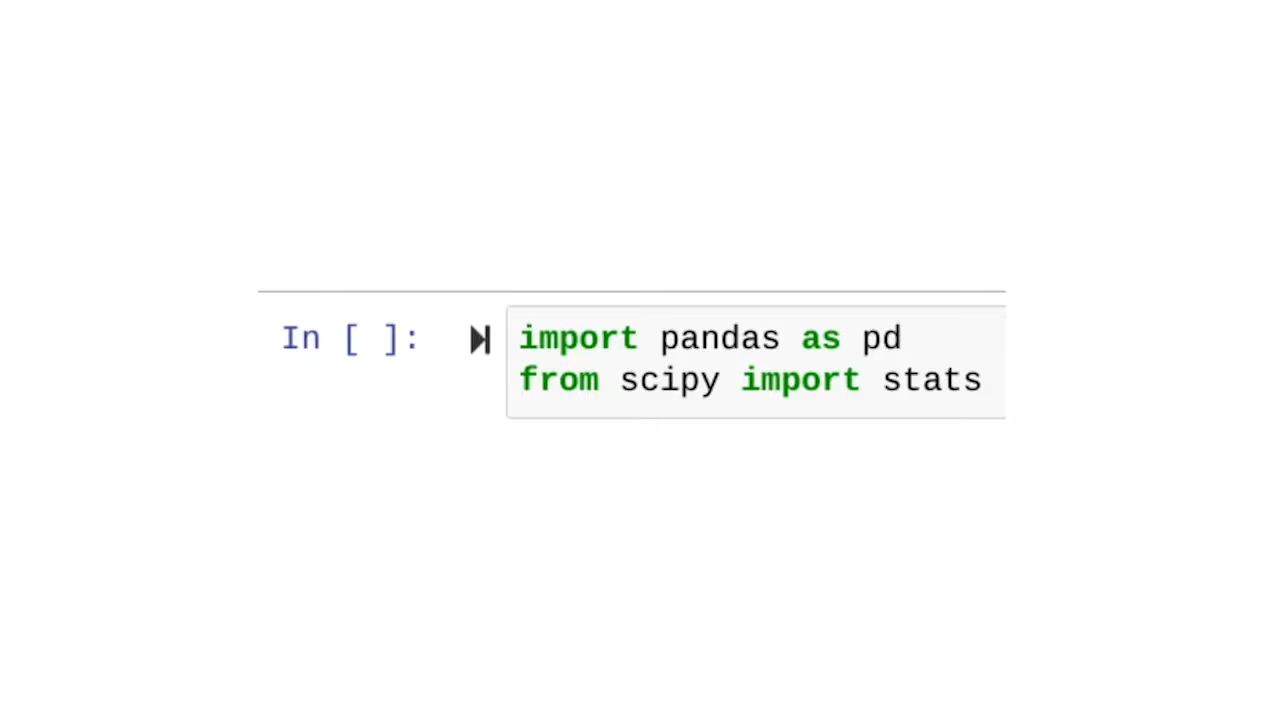 In [ ]: import pandas as pd
from scipy import stats